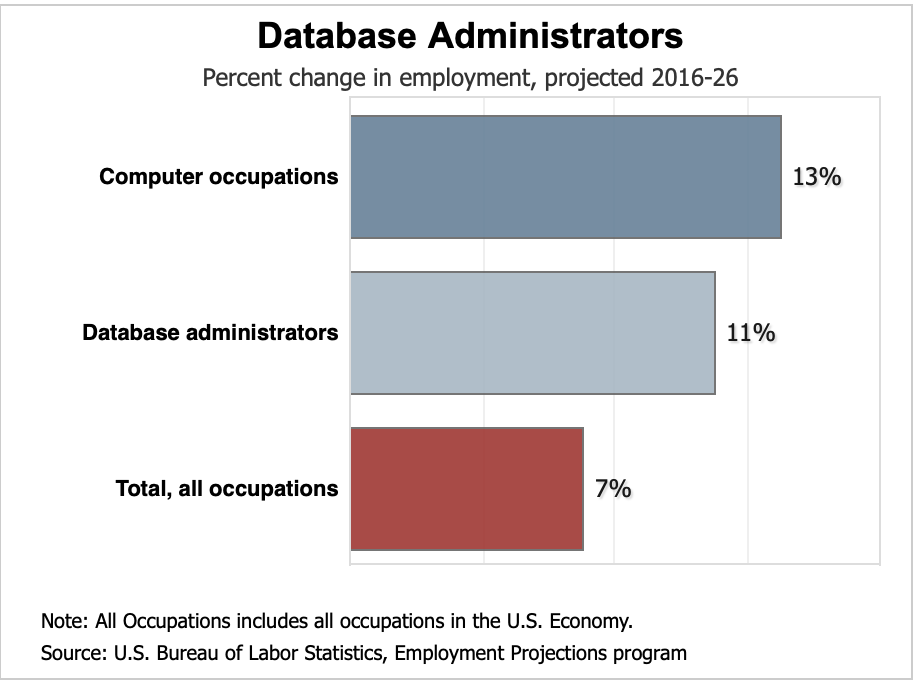 Database Administrators
Percent change in employment, projected 2016-26
Computer occupations
13%
Database administrators
11%
Total, all occupations
7%
Note: All Occupations includes all occupations in the U.S. Economy.
Source: U.S. Bureau of Labor Statistics, Employment Projections program